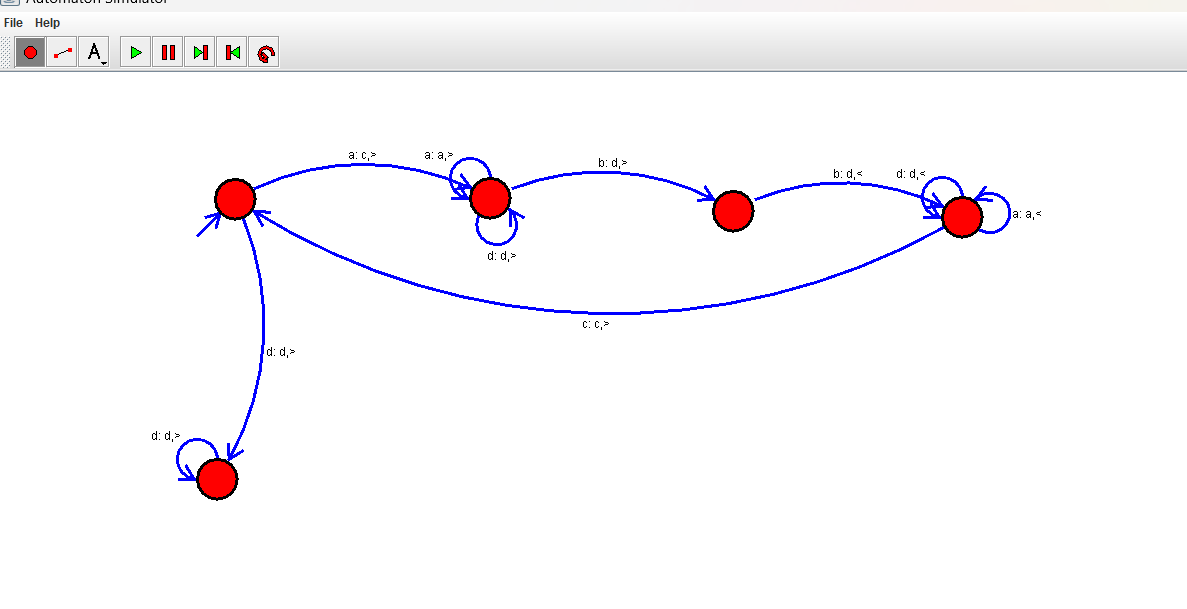 Automaton Simulator
File Help
A
a: c,>
a: a,>
b: d,>
b: d,<
d: d,<
a: a,<
d: d,>
c: c,>
d: d,>
d: d,>